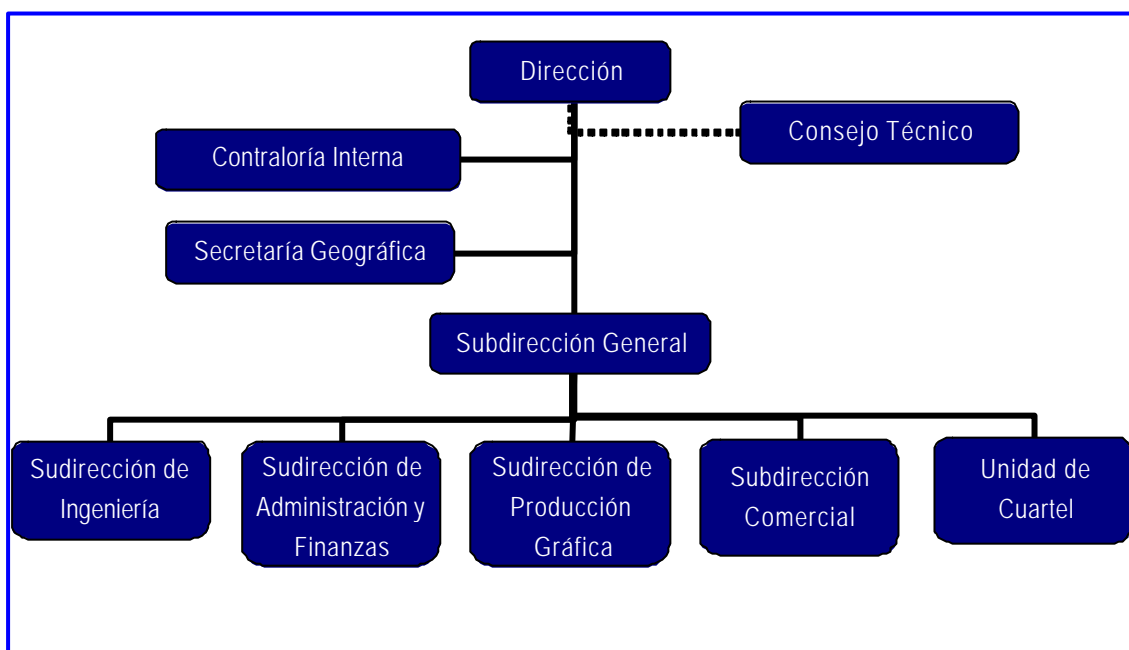 Dirección
Consejo Técnico
Contraloría Interna
Secretaría Geográfica
Subdirección General
Sudirección de
Ingeniería
Sudirección de
Administración y
Finanzas
Sudirección de
Producción
Gráfica
Subdirección
Comercial
Unidad de
Cuartel